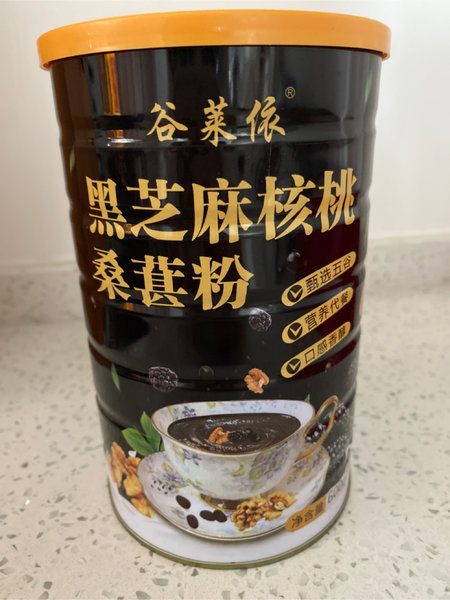 谷莱依®
黑芝麻核桃
桑葚粉
甄选五谷
营养代餐
口感香醇
净含量